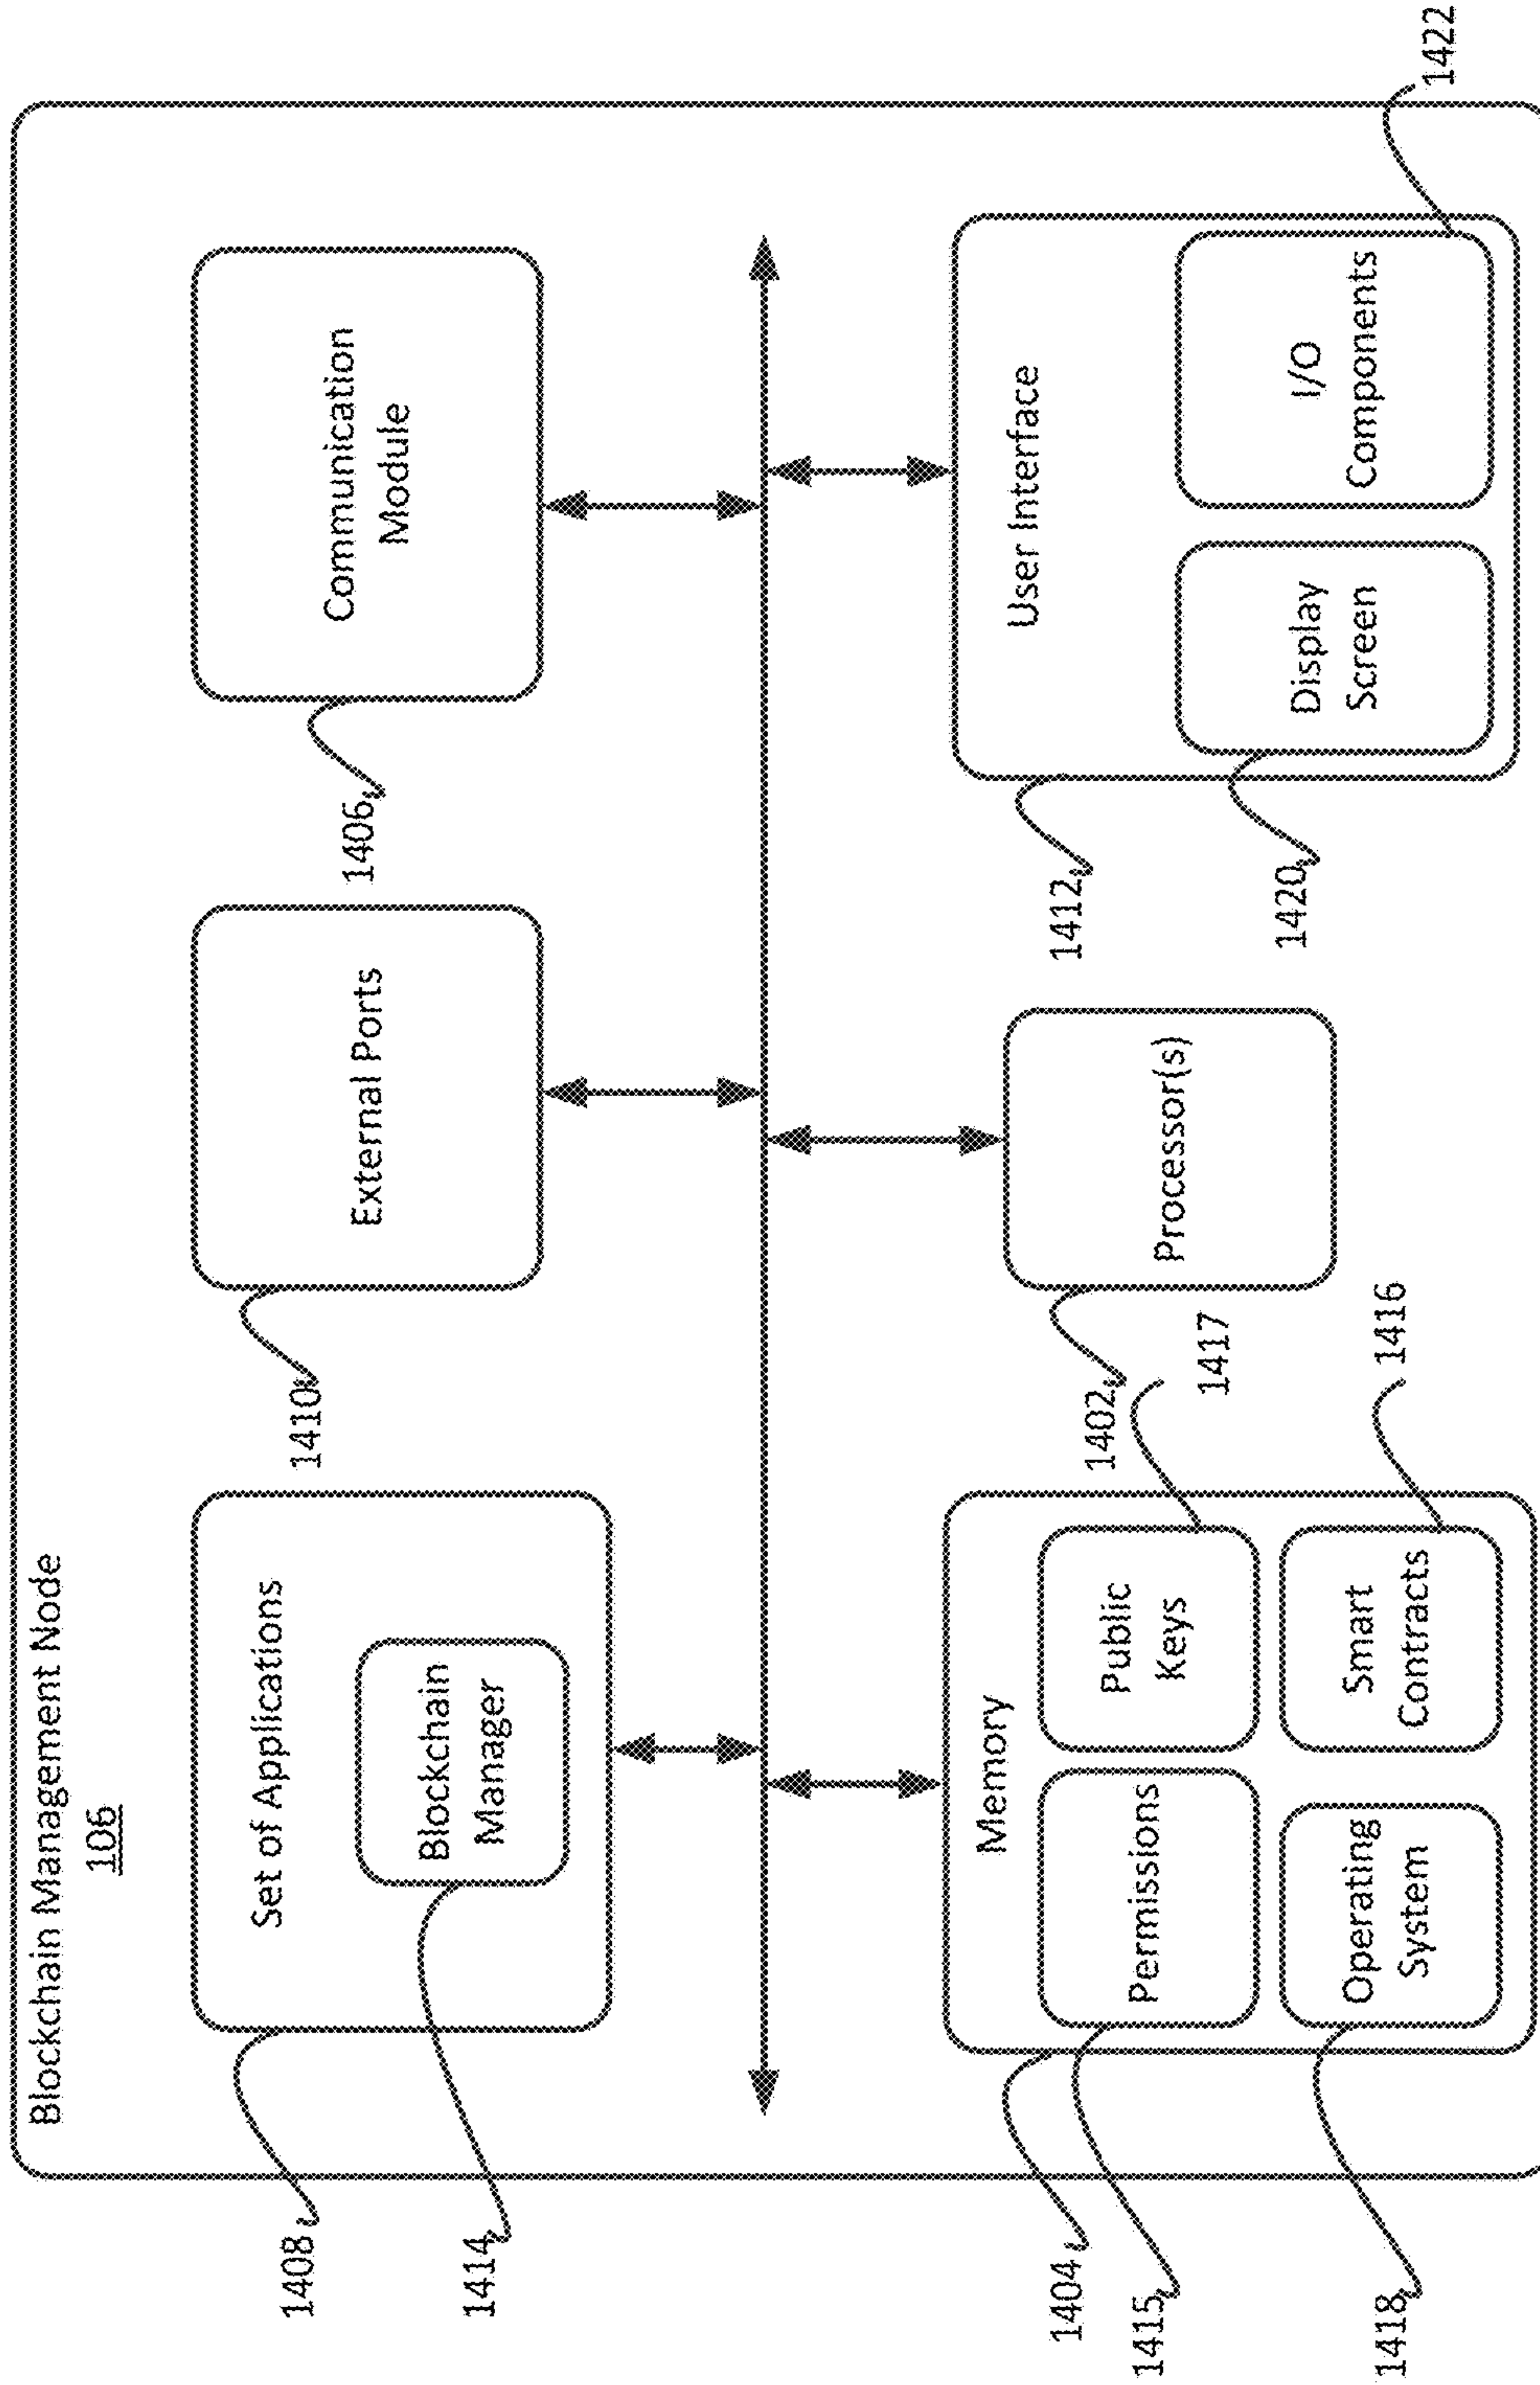 Blockchain Management Node
106
1408
Set of Applications
1414
Blockchain
Manager
1410
External Ports
1406
Communication
Module
1404
Memory
1415
Permissions
Public
Keys
1417
1418
Operating
System
Smart
Contracts
1416
1402
Processor(s)
1412
User Interface
1420
Display
Screen
I/O
Components
1422